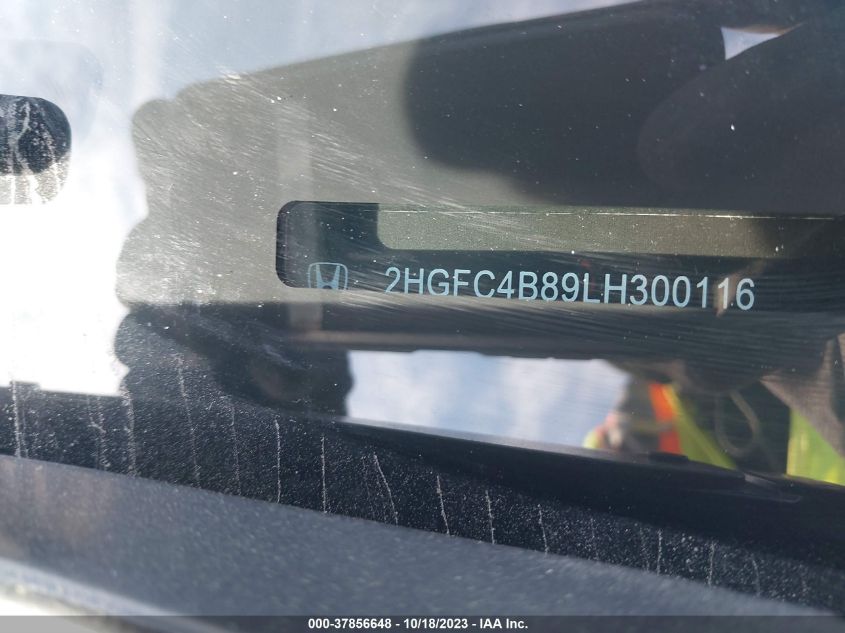 2HGFC4B89LH300116
000-37856648 - 10/18/2023 - IAA Inc.